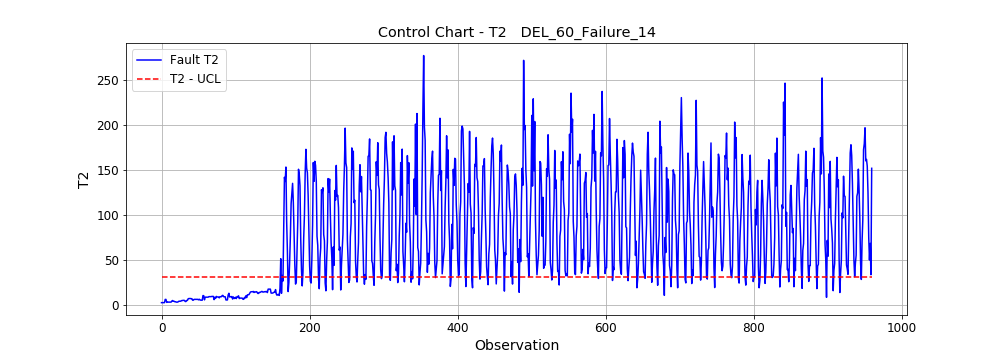 Control Chart - T2   DEL_60_Failure_14
Fault T2
T2 - UCL
T2
250
200
150
100
50
0
0 200 400 600 800 1000
Observation